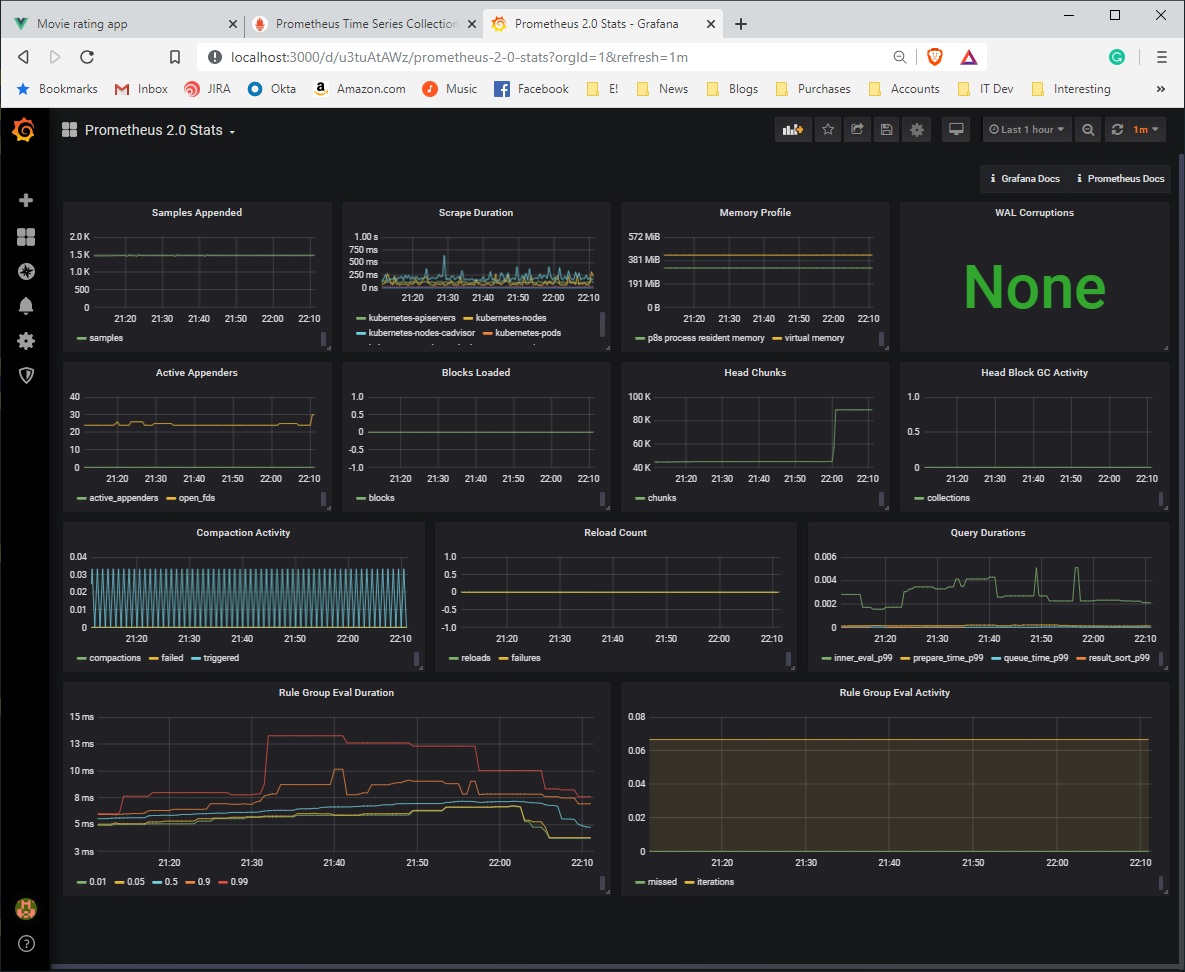 Movie rating app
Prometheus Time Series Collection
Prometheus 2.0 Stats - Grafana
localhost:3000/d/u3tuAtAWz/prometheus-2-0-stats?orgId=1&refresh=1m
Bookmarks Inbox JIRA Okta Amazon.com Music Facebook E! News Blogs Purchases Accounts IT Dev Interesting
Prometheus 2.0 Stats
Last 1 hour 1m
Grafana Docs Prometheus Docs
Samples Appended
2.0 K
1.5 K
1.0 K
500
0
21:20 21:30 21:40 21:50 22:00 22:10
samples
Scrape Duration
1.00 s
750 ms
500 ms
250 ms
0 ns
21:20 21:30 21:40 21:50 22:00 22:10
kubernetes-apiservers kubernetes-nodes
kubernetes-nodes-cadvisor kubernetes-pods
Memory Profile
572 MiB
381 MiB
191 MiB
0 B
21:20 21:30 21:40 21:50 22:00 22:10
p8s process resident memory virtual memory
WAL Corruptions
None
Active Appenders
40
30
20
10
0
21:20 21:30 21:40 21:50 22:00 22:10
active_appenders open_fds
Blocks Loaded
1.0
0.5
0
-0.5
-1.0
21:20 21:30 21:40 21:50 22:00 22:10
blocks
Head Chunks
100 K
80 K
60 K
40 K
21:20 21:30 21:40 21:50 22:00 22:10
chunks
Head Block GC Activity
1.0
0.5
0
21:20 21:30 21:40 21:50 22:00 22:10
collections
Compaction Activity
0.04
0.03
0.02
0.01
0
21:20 21:30 21:40 21:50 22:00 22:10
compactions failed triggered
Reload Count
1.0
0.5
0
-0.5
-1.0
21:20 21:30 21:40 21:50 22:00 22:10
reloads failures
Query Durations
0.006
0.004
0.002
0
21:20 21:30 21:40 21:50 22:00 22:10
inner_eval_p99 prepare_time_p99 queue_time_p99 result_sort_p99
Rule Group Eval Duration
15 ms
13 ms
10 ms
8 ms
5 ms
3 ms
21:20 21:30 21:40 21:50 22:00 22:10
0.01 0.05 0.5 0.9 0.99
Rule Group Eval Activity
0.08
0.06
0.04
0.02
0
21:20 21:30 21:40 21:50 22:00 22:10
missed iterations